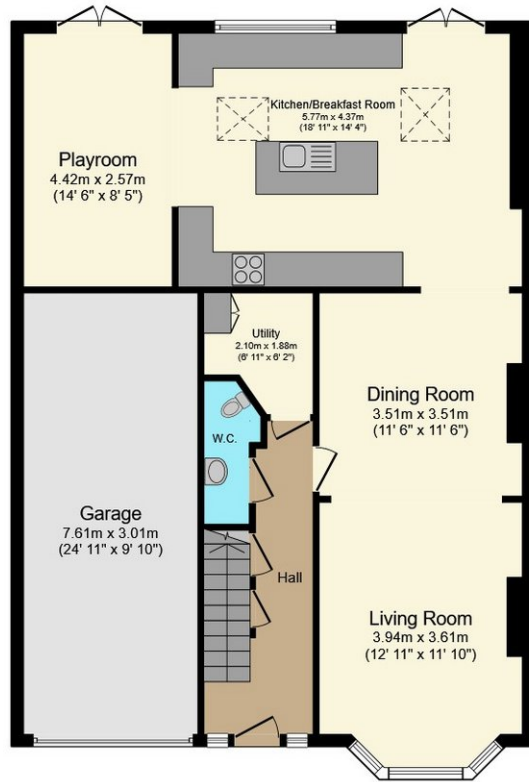 Kitchen/Breakfast Room
5.77m x 4.37m
(18' 11" x 14' 4")
Playroom
4.42m x 2.57m
(14' 6" x 8' 5")
Utility
2.10m x 1.88m
(6' 11" x 6' 2")
Dining Room
3.51m x 3.51m
(11' 6" x 11' 6")
W.C.
Garage
7.61m x 3.01m
(24' 11" x 9' 10")
Hall
Living Room
3.94m x 3.61m
(12' 11" x 11' 10")